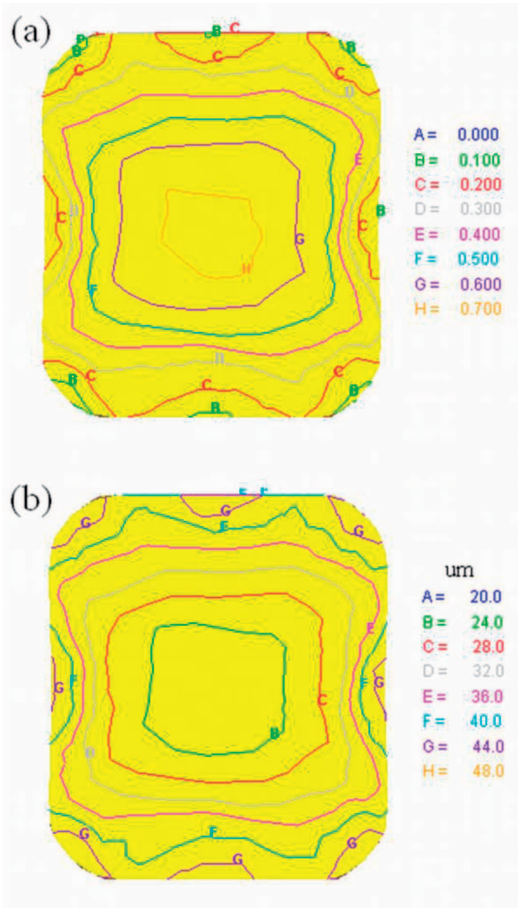 (a)
B C
B
B
B
C
C
C
D
D
E
A = 0.000
B = 0.100
C = 0.200
D = 0.300
E = 0.400
F = 0.500
G = 0.600
H = 0.700
C
D
C
B
G
H
F
D
C
C
C
B
B
B
(b)
E F
G
G
G
F
F
um
A = 20.0
B = 24.0
C = 28.0
D = 32.0
E = 36.0
F = 40.0
G = 44.0
H = 48.0
E
G
F
F
G
C
B
D
G
F
G
G